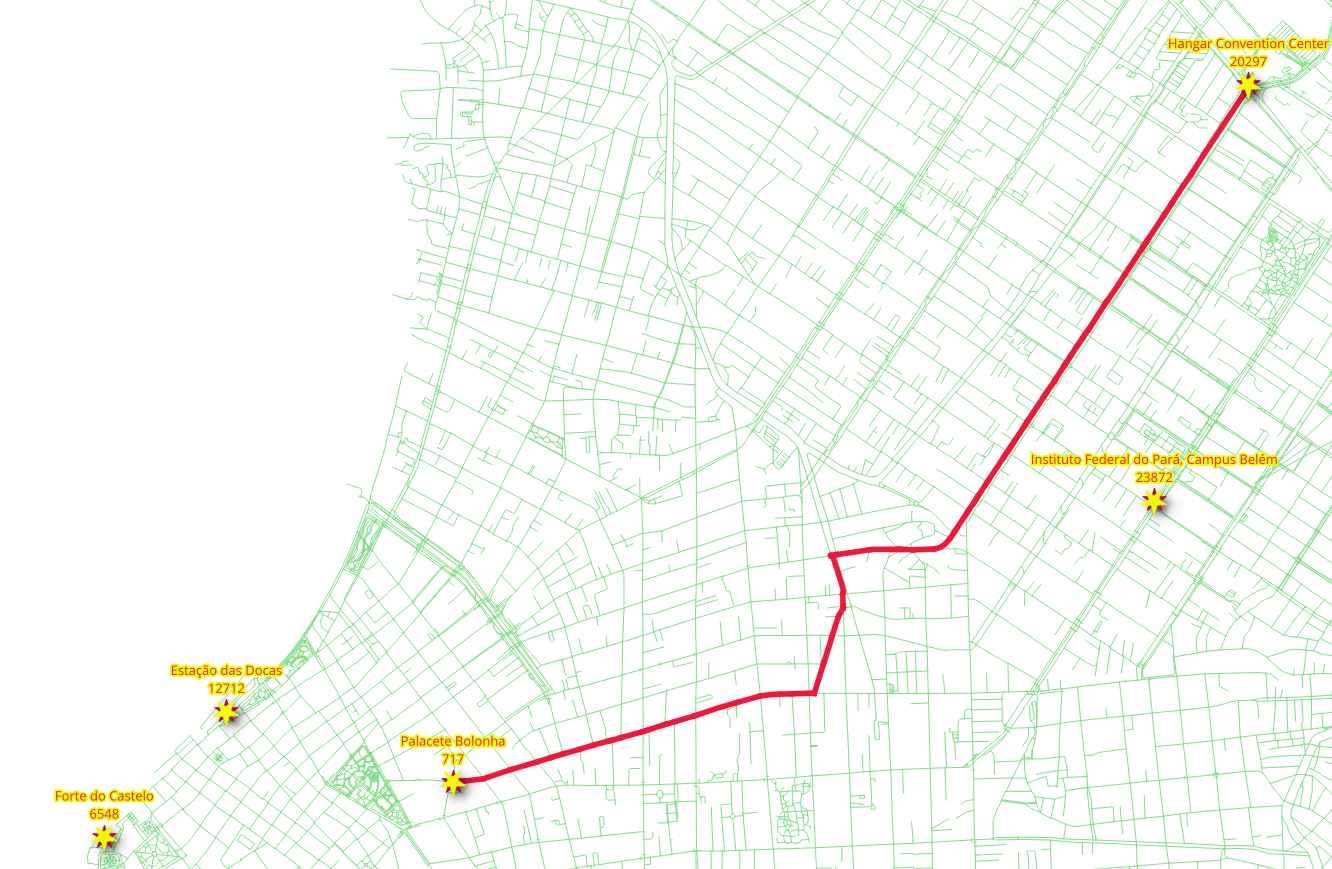 Hangar Convention Center
20297
Instituto Federal do Pará, Campus Belém
23872
Estação das Docas
12712
Palacete Bolonha
717
Forte do Castelo
6548